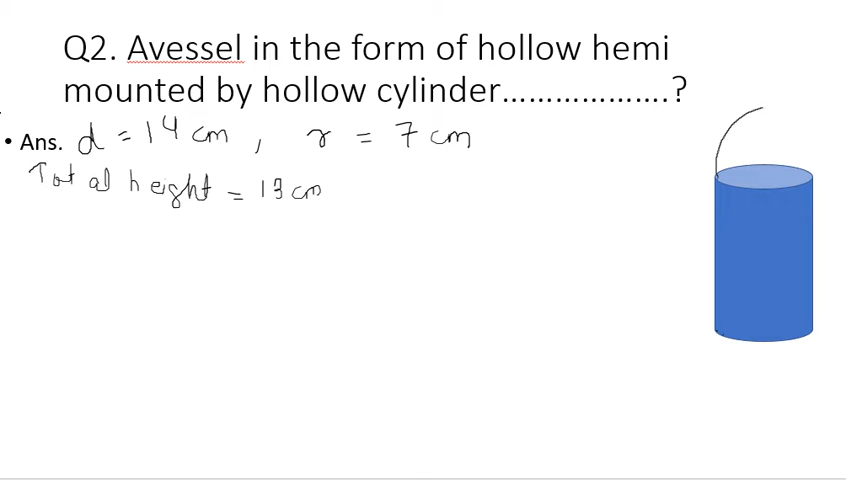 Q2. Avessel in the form of hollow hemi
mounted by hollow cylinder...................?
• Ans. d = 14 cm, r = 7 cm
Total height = 13 cm